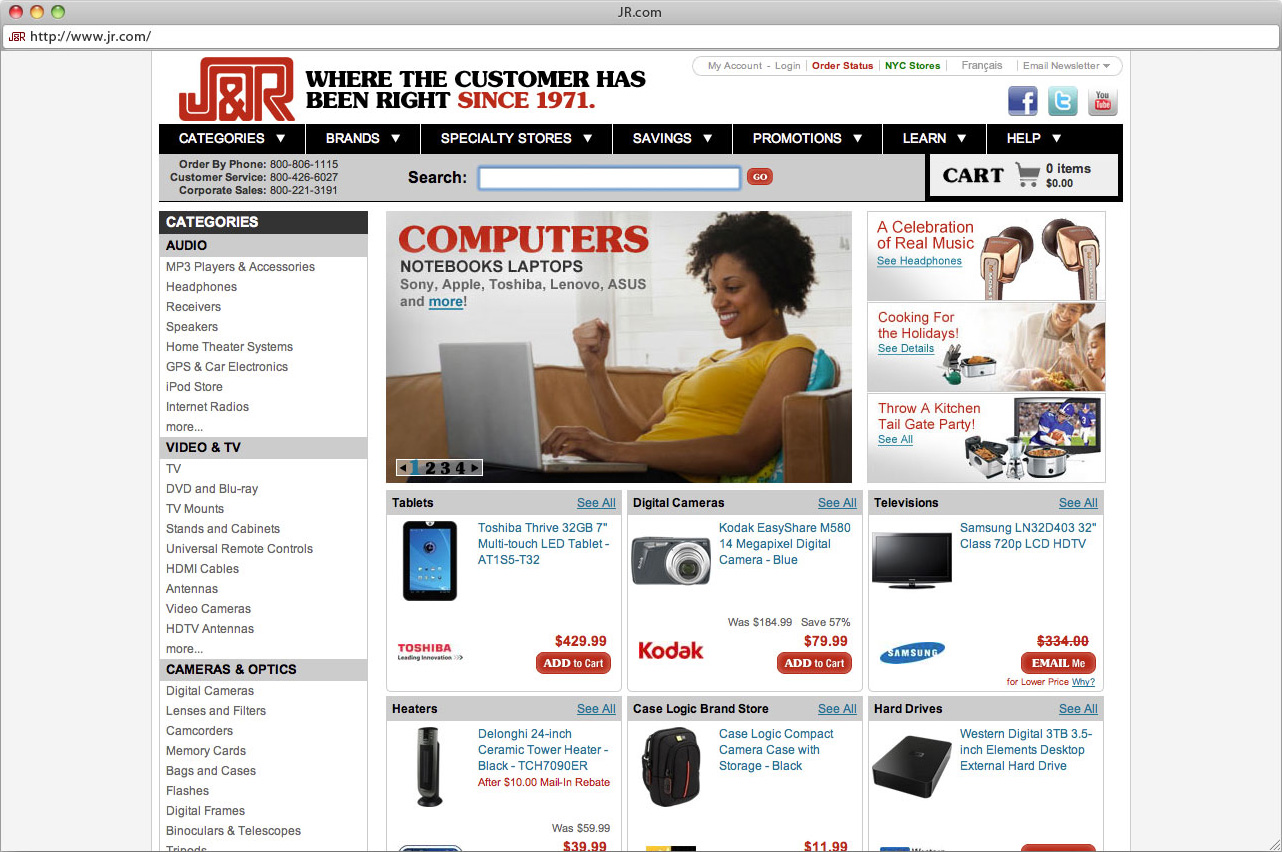 JR.com
J&R http://www.jr.com/
J&R
WHERE THE CUSTOMER HAS
BEEN RIGHT SINCE 1971.
My Account - Login | Order Status | NYC Stores | Français | Email Newsletter
f t You Tube
CATEGORIES BRANDS SPECIALTY STORES SAVINGS PROMOTIONS LEARN HELP
Order By Phone: 800-806-1115
Customer Service: 800-426-6027
Corporate Sales: 800-221-3191
Search: GO
CART 0 items
$0.00
CATEGORIES
AUDIO
MP3 Players & Accessories
Headphones
Receivers
Speakers
Home Theater Systems
GPS & Car Electronics
iPod Store
Internet Radios
more...
VIDEO & TV
TV
DVD and Blu-ray
TV Mounts
Stands and Cabinets
Universal Remote Controls
HDMI Cables
Antennas
Video Cameras
HDTV Antennas
more...
CAMERAS & OPTICS
Digital Cameras
Lenses and Filters
Camcorders
Memory Cards
Bags and Cases
Flashes
Digital Frames
Binoculars & Telescopes
Tripods
COMPUTERS
NOTEBOOKS LAPTOPS
Sony, Apple, Toshiba, Lenovo, ASUS
and more!
1 2 3 4
A Celebration
of Real Music
See Headphones
Cooking For
the Holidays!
See Details
Throw A Kitchen
Tail Gate Party!
See All
Tablets See All
Toshiba Thrive 32GB 7"
Multi-touch LED Tablet -
AT1S5-T32
TOSHIBA
Leading Innovation >>>
$429.99
ADD to Cart
Digital Cameras See All
Kodak EasyShare M580
14 Megapixel Digital
Camera - Blue
Was $184.99 Save 57%
Kodak
$79.99
ADD to Cart
Televisions See All
Samsung LN32D403 32"
Class 720p LCD HDTV
SAMSUNG
$334.00
EMAIL Me
for Lower Price Why?
Heaters See All
Delonghi 24-inch
Ceramic Tower Heater -
Black - TCH7090ER
After $10.00 Mail-In Rebate
Was $59.99
$39.99
Case Logic Brand Store See All
Case Logic Compact
Camera Case with
Storage - Black
$11.99
Hard Drives See All
Western Digital 3TB 3.5-
inch Elements Desktop
External Hard Drive
Western